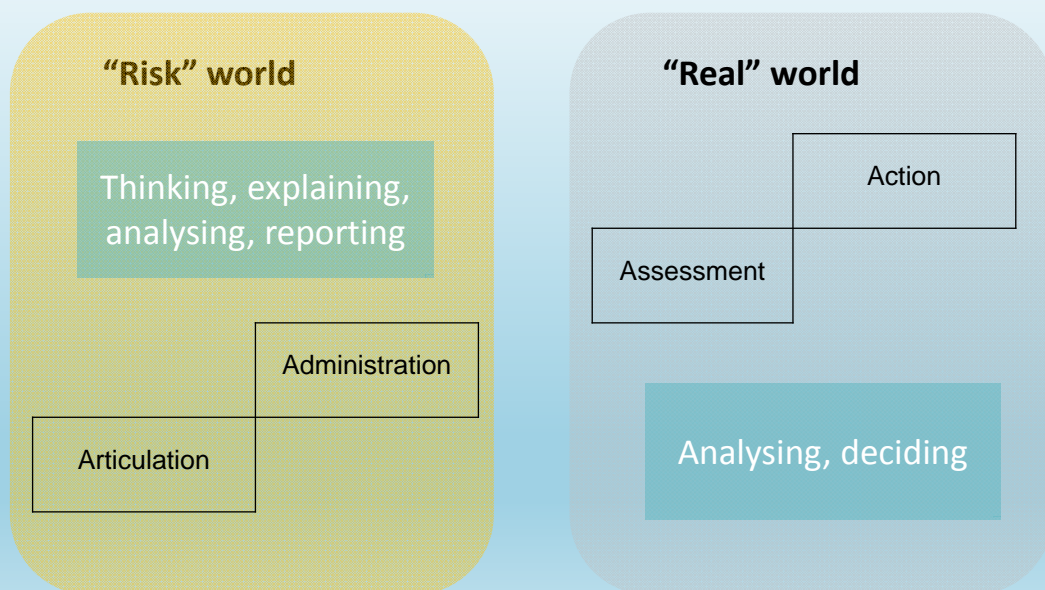 “Risk” world
Thinking, explaining,
analysing, reporting
Administration
Articulation
“Real” world
Action
Assessment
Analysing, deciding